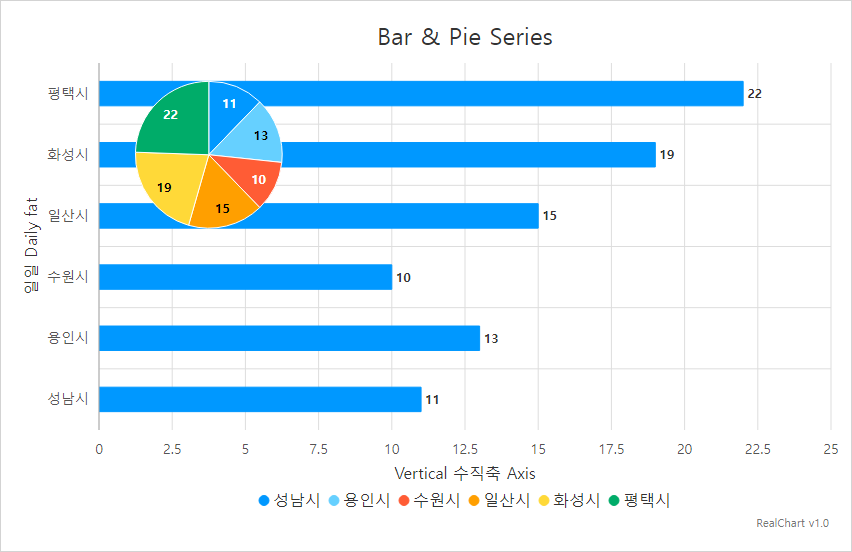 Bar & Pie Series
일일 Daily fat
평택시
22
화성시
19
일산시
15
수원시
10
용인시
13
성남시
11
11
13
10
15
19
22
0 2.5 5 7.5 10 12.5 15 17.5 20 22.5 25
Vertical 수직축 Axis
성남시 용인시 수원시 일산시 화성시 평택시
RealChart v1.0